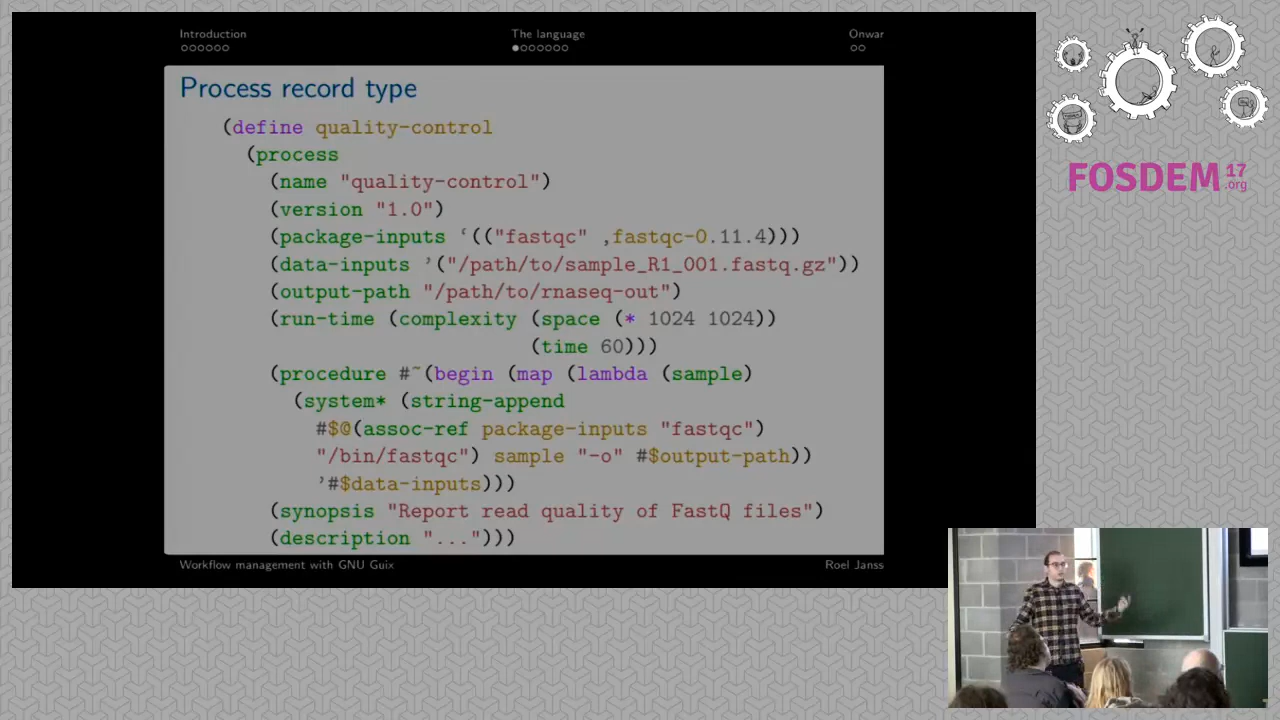 Introduction
The language
Onwar
Process record type
(define quality-control
(process
(name "quality-control")
(version "1.0")
(package-inputs ‘(("fastqc" ,fastqc-0.11.4)))
(data-inputs ’("/path/to/sample_R1_001.fastq.gz"))
(output-path "/path/to/rnaseq-out")
(run-time (complexity (space (* 1024 1024))
(time 60)))
(procedure #~(begin (map (lambda (sample)
(system* (string-append
#$@(assoc-ref package-inputs "fastqc")
"/bin/fastqc") sample "-o" #$output-path))
’#$data-inputs)))
(synopsis "Report read quality of FastQ files")
(description "...")))
Workflow management with GNU Guix
Roel Janss
FOSDEM 17
.org